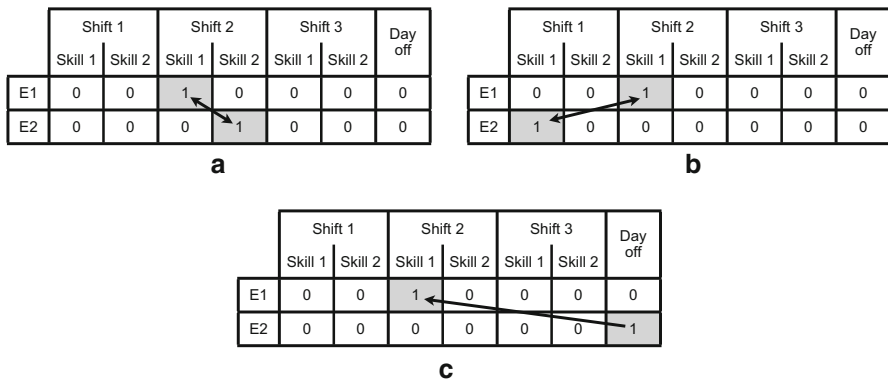 Shift 1 Shift 2 Shift 3 Day off
Skill 1 Skill 2 Skill 1 Skill 2 Skill 1 Skill 2
E1 0 0 1 0 0 0 0
E2 0 0 0 1 0 0 0
a
Shift 1 Shift 2 Shift 3 Day off
Skill 1 Skill 2 Skill 1 Skill 2 Skill 1 Skill 2
E1 0 0 1 0 0 0 0
E2 1 0 0 0 0 0 0
b
Shift 1 Shift 2 Shift 3 Day off
Skill 1 Skill 2 Skill 1 Skill 2 Skill 1 Skill 2
E1 0 0 1 0 0 0 0
E2 0 0 0 0 0 0 1
c